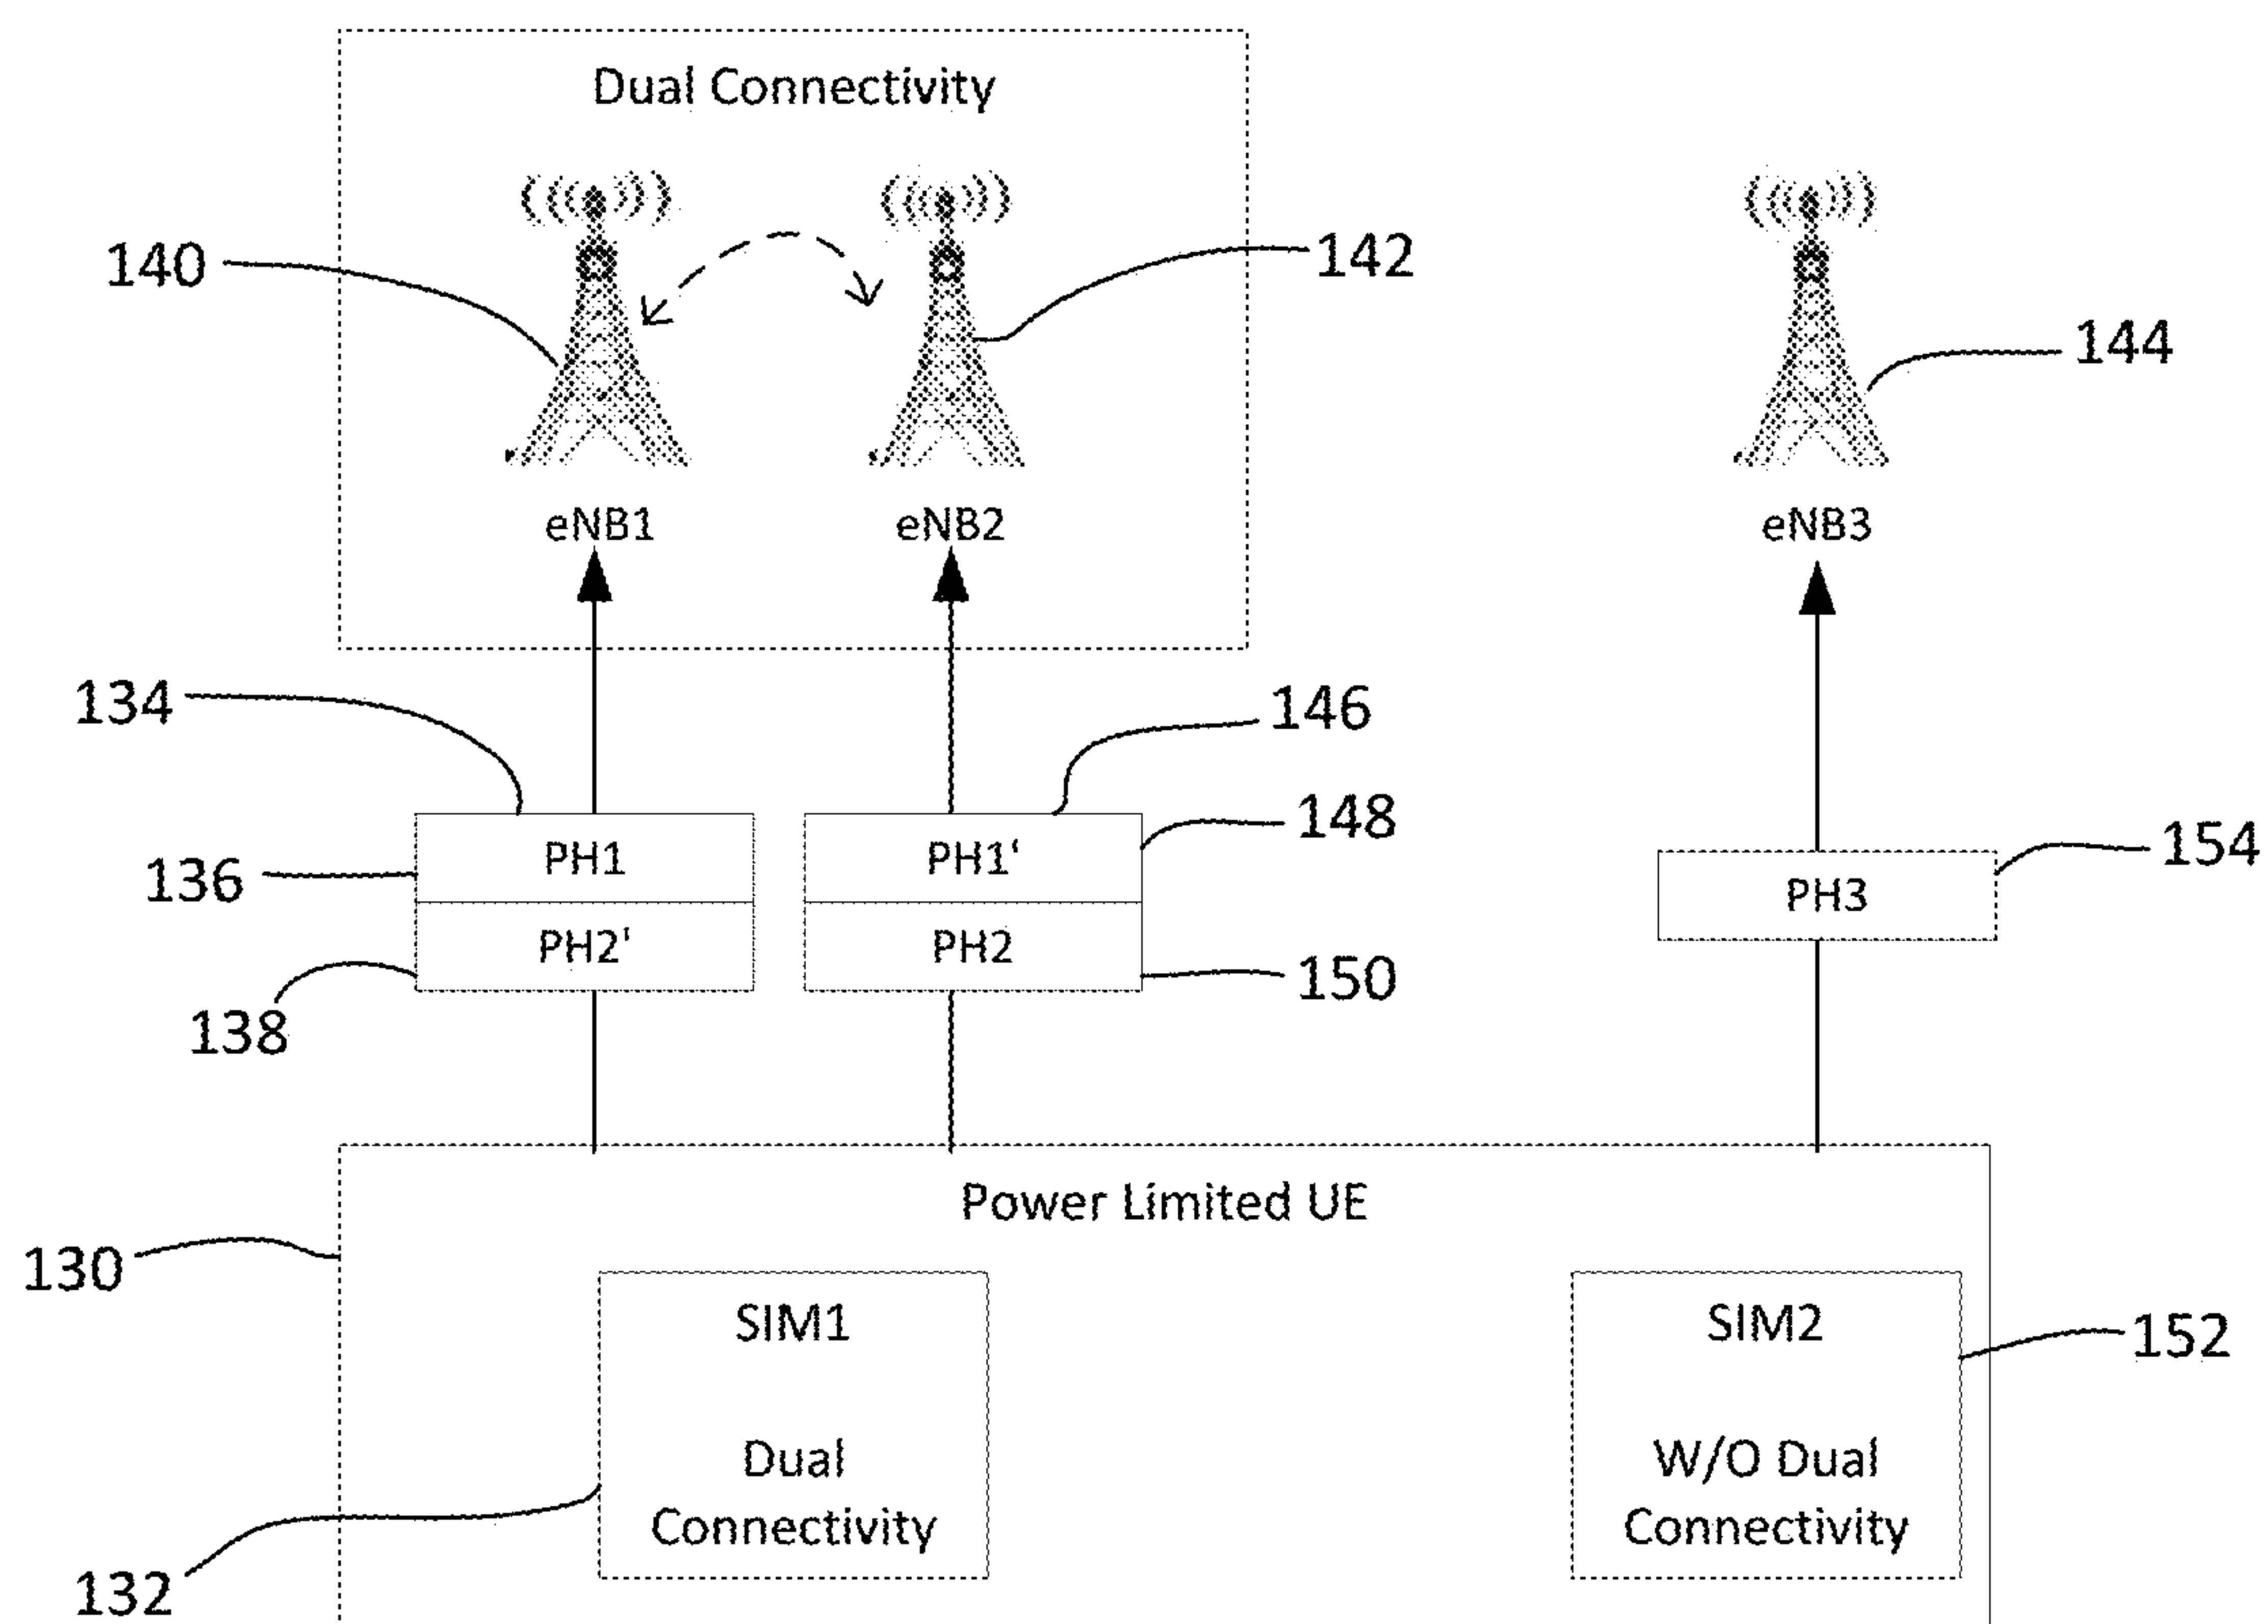 Dual Connectivity
140
142
144
eNB1
eNB2
eNB3
134
146
136
PH1
PH1'
148
154
PH3
138
PH2'
PH2
150
130
Power Limited UE
SIM1
SIM2
152
Dual
Connectivity
W/O Dual
Connectivity
132